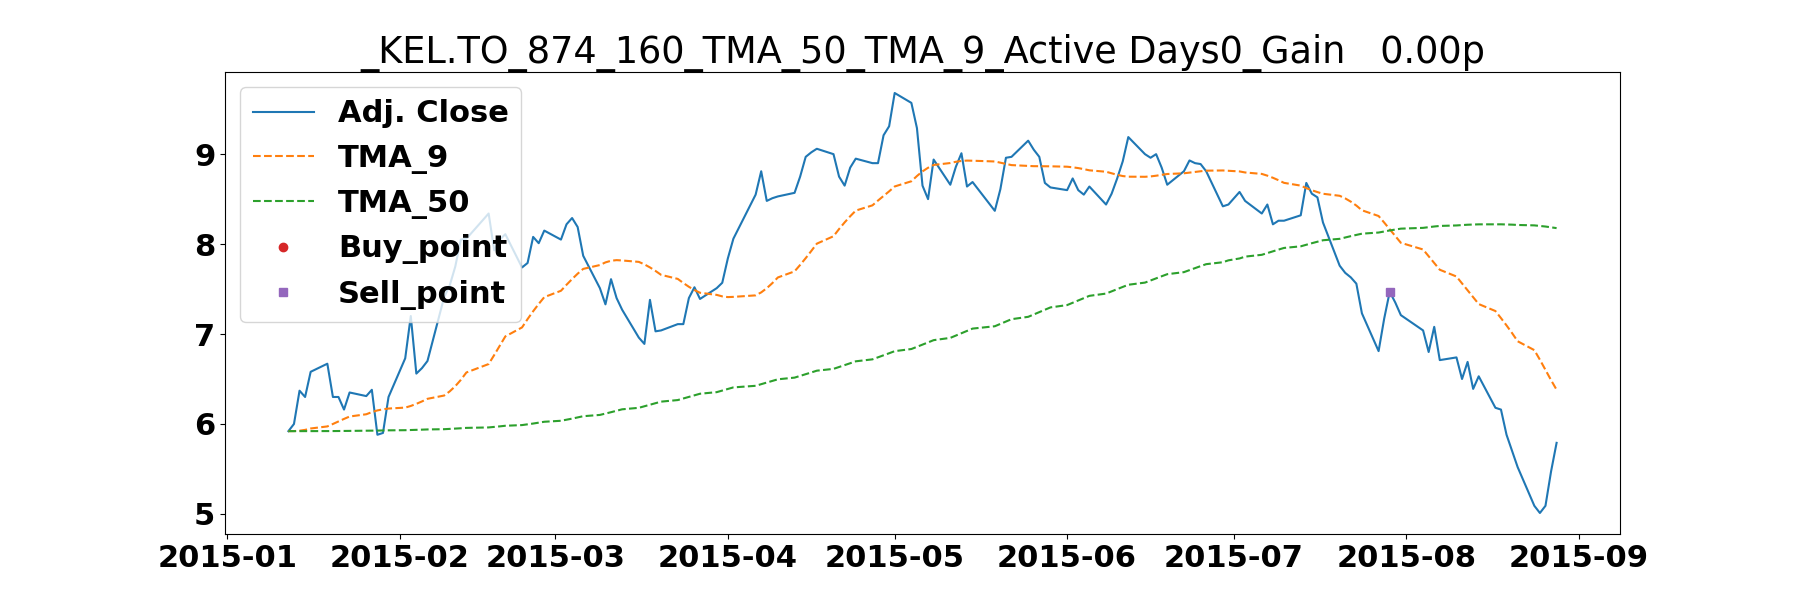 _KEL.TO_874_160_TMA_50_TMA_9_Active Days0_Gain   0.00p
Adj. Close
TMA_9
TMA_50
Buy_point
Sell_point
9
8
7
6
5
2015-01 2015-02 2015-03 2015-04 2015-05 2015-06 2015-07 2015-08 2015-09